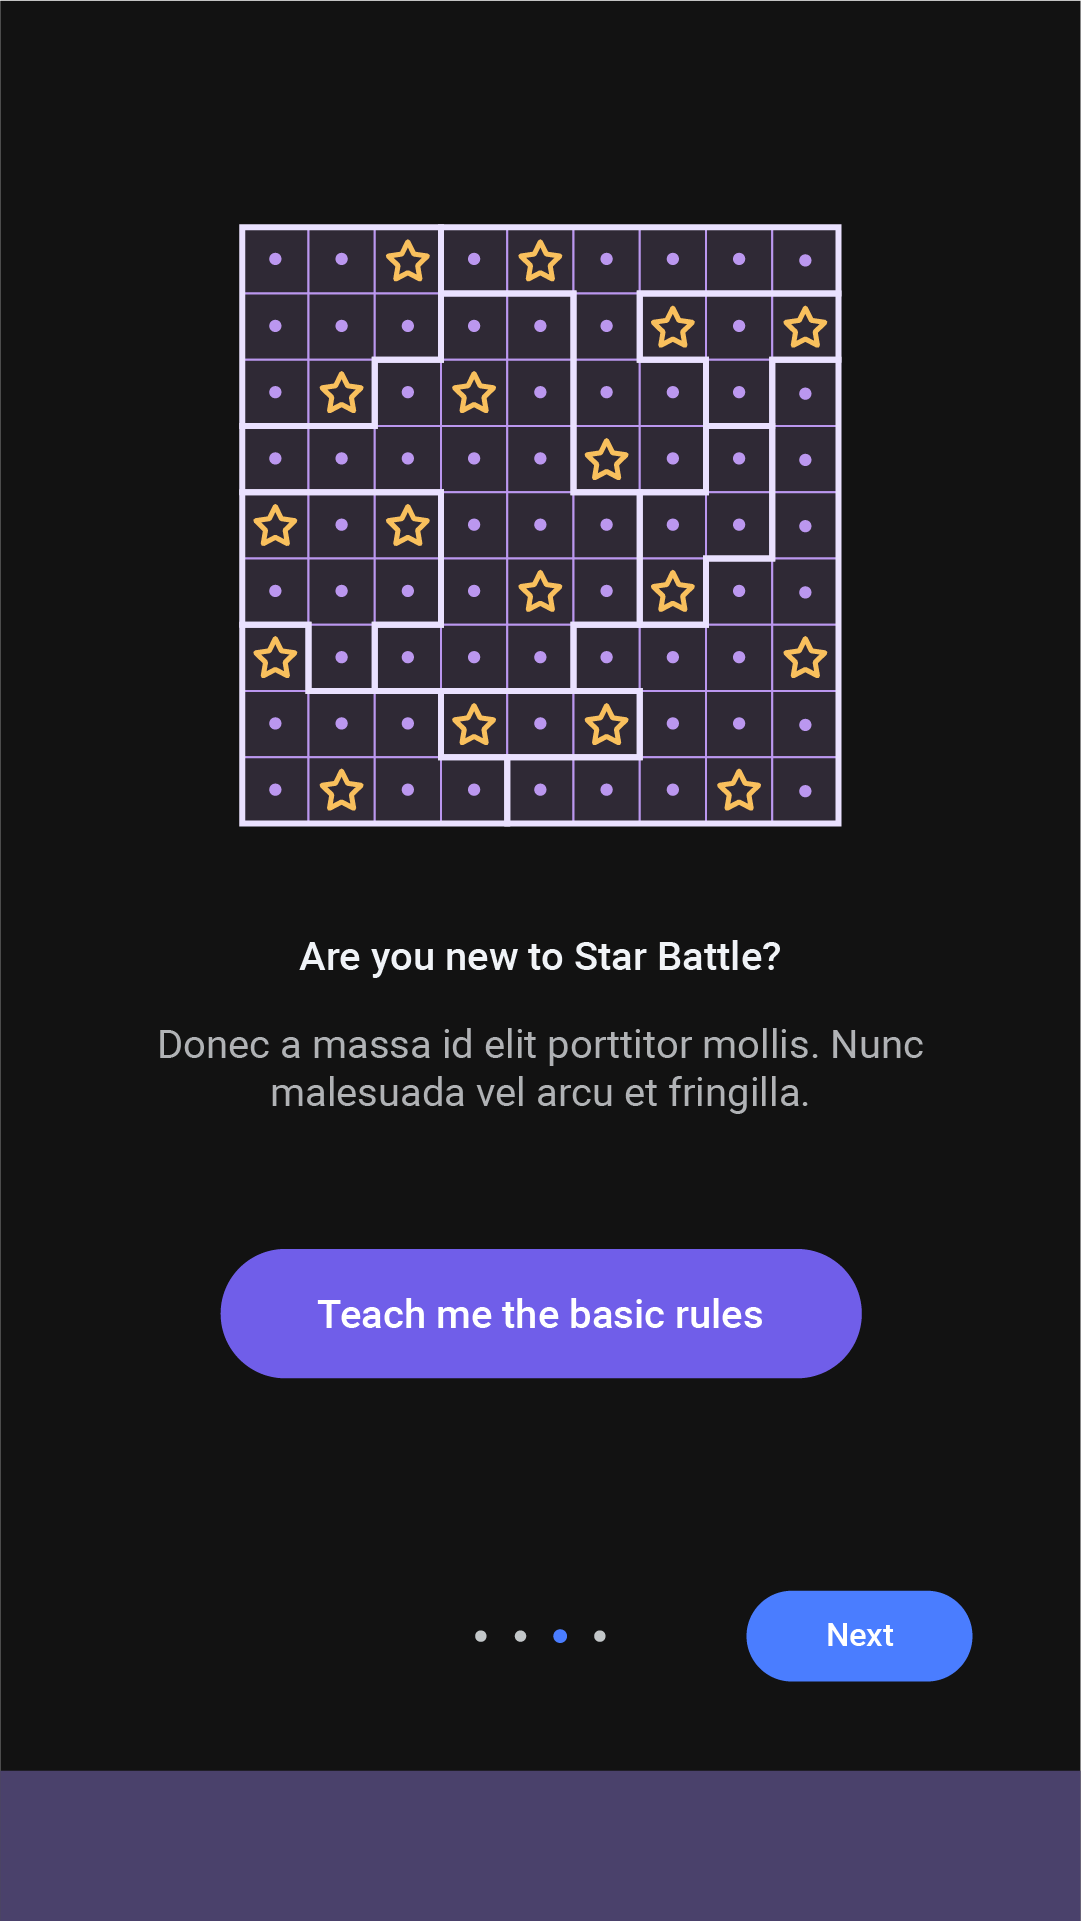 Are you new to Star Battle?
Donec a massa id elit porttitor mollis. Nunc
malesuada vel arcu et fringilla.
Teach me the basic rules
Next